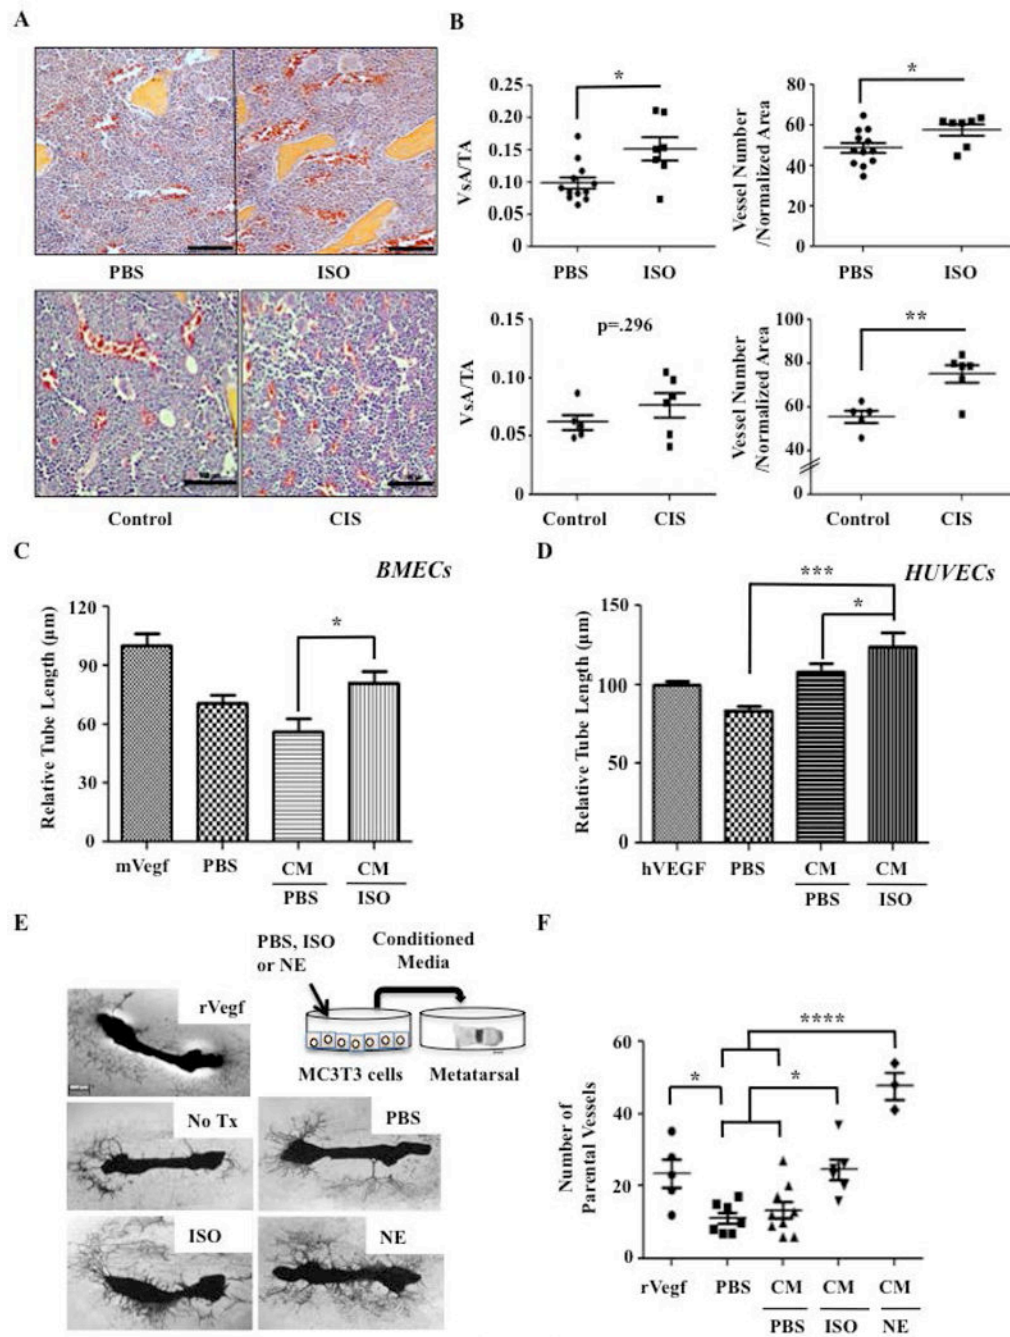 A
PBS
ISO
Control
CIS
B
*
0.25
0.20
0.15
0.10
0.05
0
VsA/TA
PBS
ISO
*
80
60
40
20
0
Vessel Number
/Normalized Area
PBS
ISO
p=.296
0.15
0.10
0.05
0
VsA/TA
Control
CIS
**
100
80
60
40
0
Vessel Number
/Normalized Area
Control
CIS
C
BMECs
*
120
90
60
30
0
Relative Tube Length (µm)
mVegf
PBS
CM
PBS
CM
ISO
D
HUVECs
***
*
150
100
50
0
Relative Tube Length (µm)
hVEGF
PBS
CM
PBS
CM
ISO
E
rVegf
PBS, ISO
or NE
Conditioned
Media
MC3T3 cells
Metatarsal
No Tx
PBS
ISO
NE
F
****
*
*
60
40
20
0
Number of
Parental Vessels
rVegf
PBS
CM
PBS
CM
ISO
CM
NE